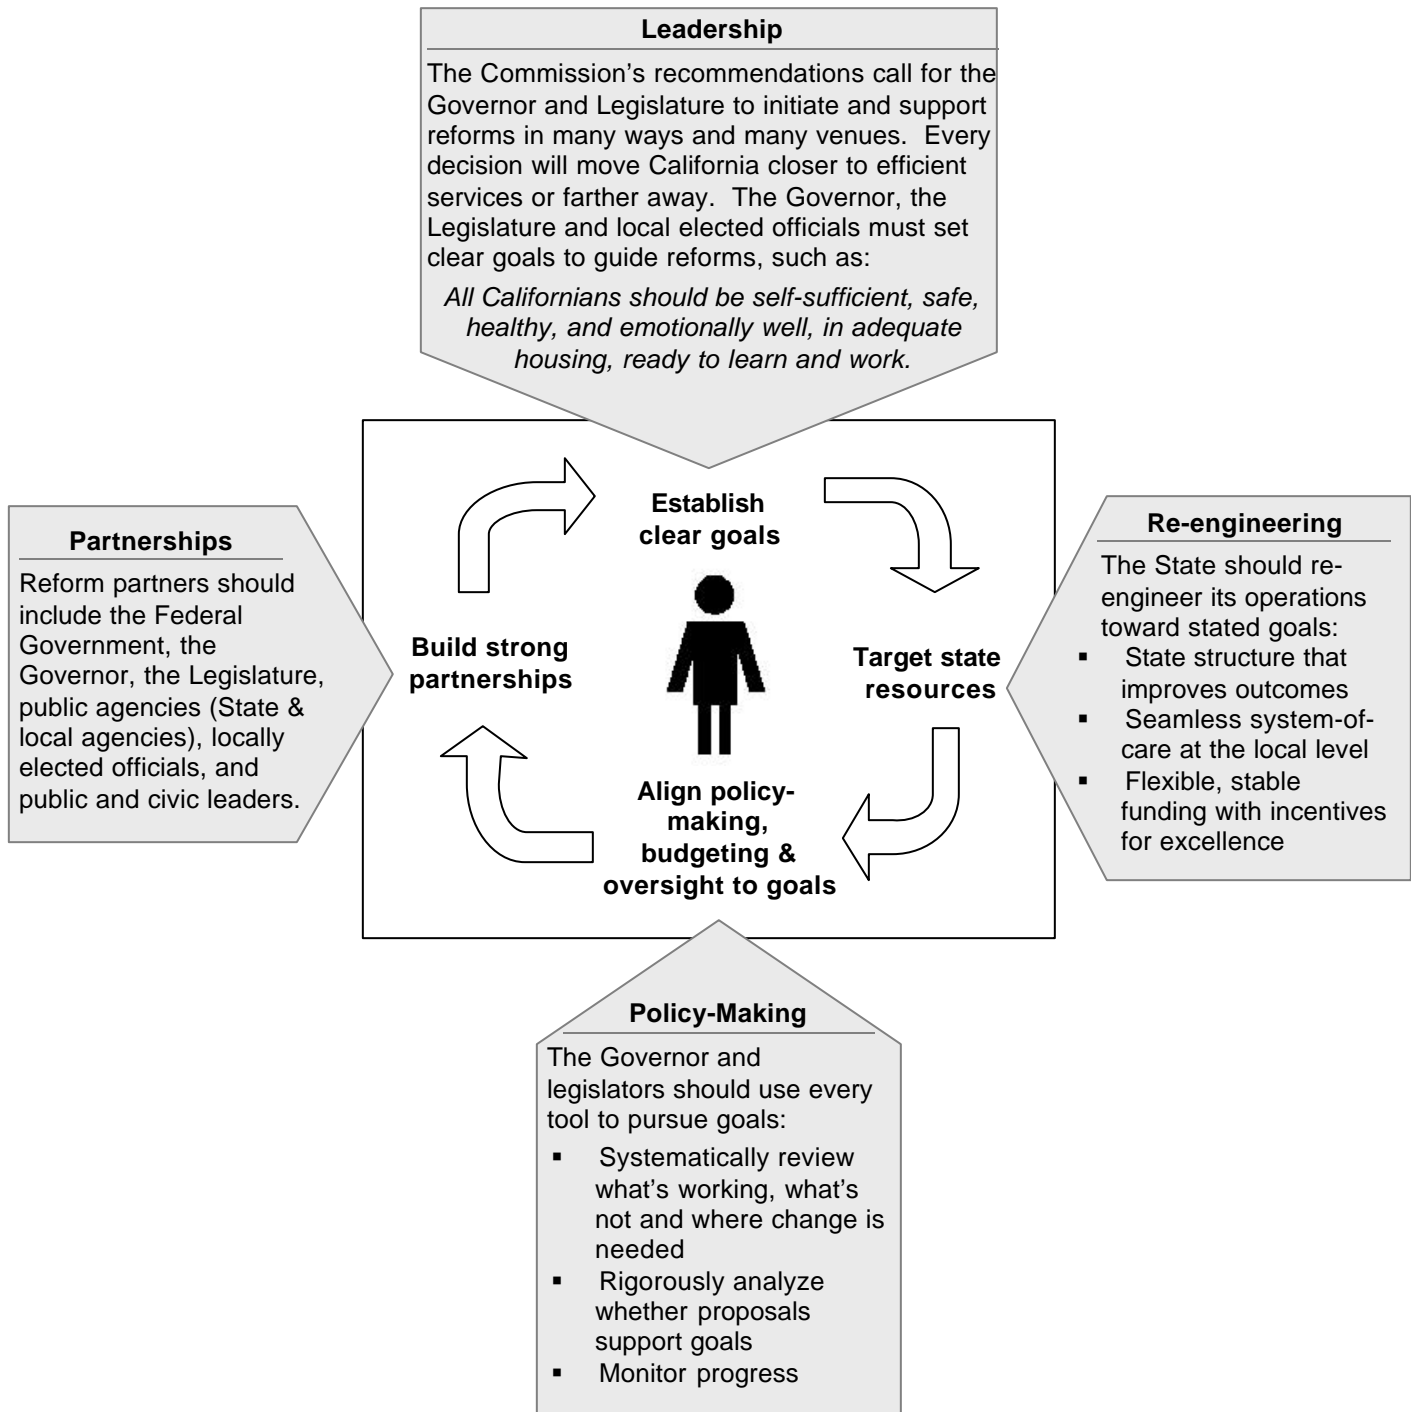 Leadership
The Commission's recommendations call for the
Governor and Legislature to initiate and support
reforms in many ways and many venues.  Every
decision will move California closer to efficient
services or farther away.  The Governor, the
Legislature and local elected officials must set
clear goals to guide reforms, such as:
All Californians should be self-sufficient, safe,
healthy, and emotionally well, in adequate
housing, ready to learn and work.
Establish
clear goals
Partnerships
Reform partners should
include the Federal
Government, the
Governor, the Legislature,
public agencies (State &
local agencies), locally
elected officials, and
public and civic leaders.
Build strong
partnerships
Target state
resources
Re-engineering
The State should re-
engineer its operations
toward stated goals:
▪ State structure that
improves outcomes
▪ Seamless system-of-
care at the local level
▪ Flexible, stable
funding with incentives
for excellence
Align policy-
making,
budgeting &
oversight to goals
Policy-Making
The Governor and
legislators should use every
tool to pursue goals:
▪ Systematically review
what's working, what's
not and where change is
needed
▪ Rigorously analyze
whether proposals
support goals
▪ Monitor progress